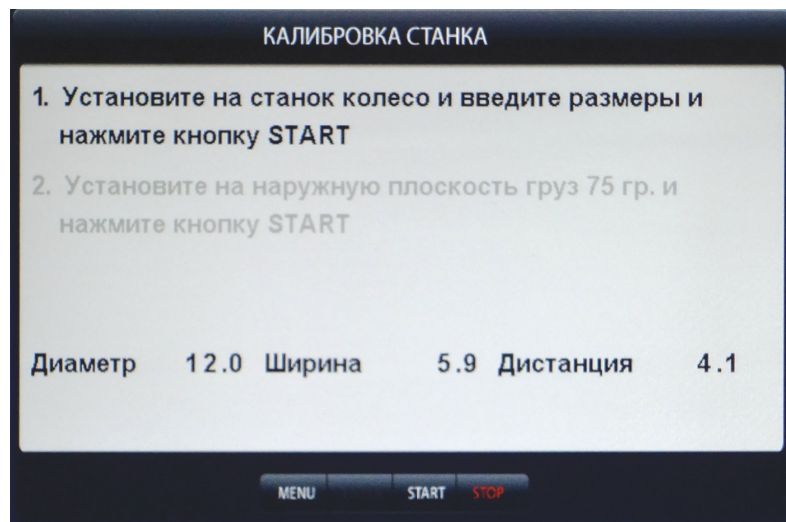 КАЛИБРОВКА СТАНКА
1. Установите на станок колесо и введите размеры и
нажмите кнопку START
2. Установите на наружную плоскость груз 75 гр. и
нажмите кнопку START
Диаметр 12.0 Ширина 5.9 Дистанция 4.1
MENU START STOP